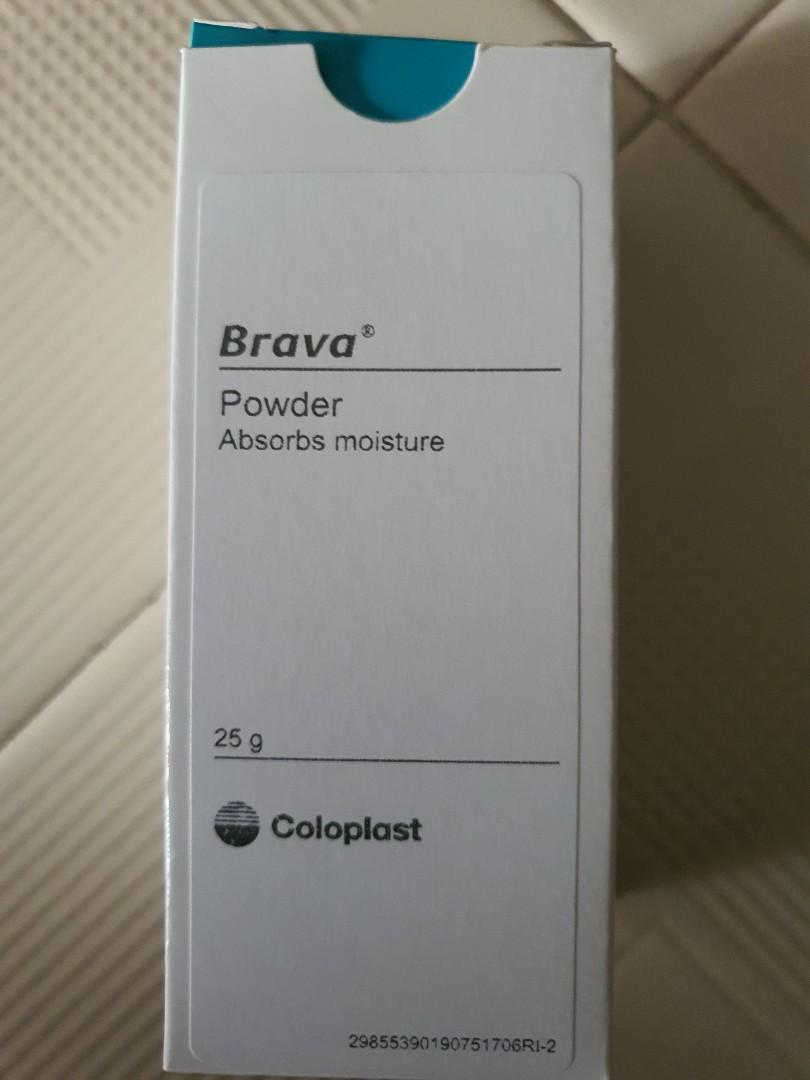 Brava®
Powder
Absorbs moisture
25 g
Coloplast
29855390190751706RI-2